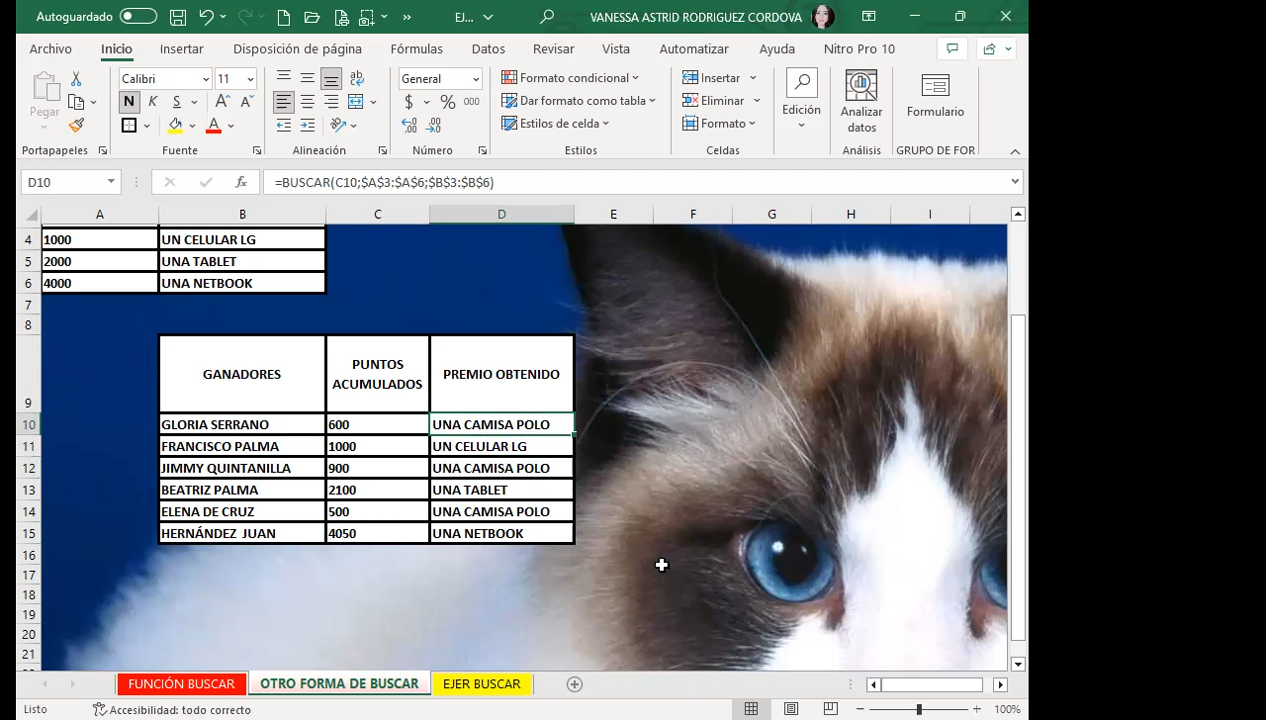 Autoguardado
EJ...
VANESSA ASTRID RODRIGUEZ CORDOVA
Archivo Inicio Insertar Disposición de página Fórmulas Datos Revisar Vista Automatizar Ayuda Nitro Pro 10
Pegar
Portapapeles
Calibri 11
N K S
Fuente
Alineación
General
$ % 000
Número
Formato condicional
Dar formato como tabla
Estilos de celda
Estilos
Insertar
Eliminar
Formato
Celdas
Edición
Analizar
datos
Análisis
Formulario
GRUPO DE FOR
D10 fx =BUSCAR(C10;$A$3:$A$6;$B$3:$B$6)
A B C D E F G H I
4 1000 UN CELULAR LG
5 2000 UNA TABLET
6 4000 UNA NETBOOK
7
8
9 GANADORES PUNTOS ACUMULADOS PREMIO OBTENIDO
10 GLORIA SERRANO 600 UNA CAMISA POLO
11 FRANCISCO PALMA 1000 UN CELULAR LG
12 JIMMY QUINTANILLA 900 UNA CAMISA POLO
13 BEATRIZ PALMA 2100 UNA TABLET
14 ELENA DE CRUZ 500 UNA CAMISA POLO
15 HERNÁNDEZ JUAN 4050 UNA NETBOOK
16
17
18
19
20
21
FUNCIÓN BUSCAR OTRO FORMA DE BUSCAR EJER BUSCAR
Listo Accesibilidad: todo correcto 100%